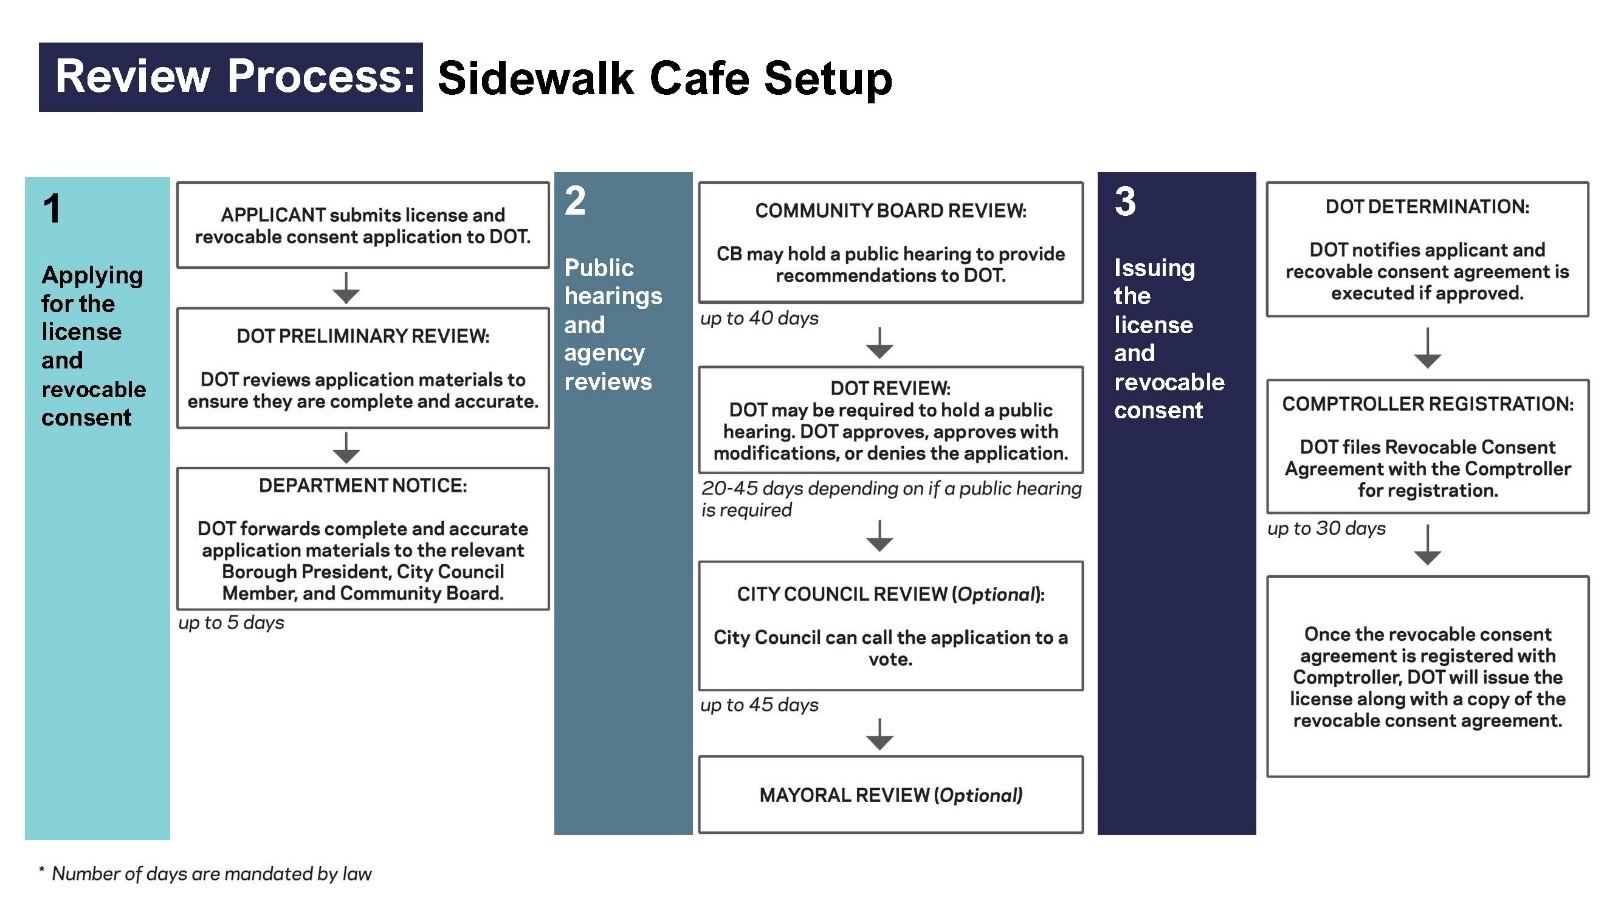 Review Process: Sidewalk Cafe Setup
1
Applying
for the
license
and
revocable
consent
APPLICANT submits license and
revocable consent application to DOT.
DOT PRELIMINARY REVIEW:
DOT reviews application materials to
ensure they are complete and accurate.
DEPARTMENT NOTICE:
DOT forwards complete and accurate
application materials to the relevant
Borough President, City Council
Member, and Community Board.
up to 5 days
2
Public
hearings
and
agency
reviews
COMMUNITY BOARD REVIEW:
CB may hold a public hearing to provide
recommendations to DOT.
up to 40 days
DOT REVIEW:
DOT may be required to hold a public
hearing. DOT approves, approves with
modifications, or denies the application.
20-45 days depending on if a public hearing
is required
CITY COUNCIL REVIEW (Optional):
City Council can call the application to a
vote.
up to 45 days
MAYORAL REVIEW (Optional)
3
Issuing
the
license
and
revocable
consent
DOT DETERMINATION:
DOT notifies applicant and
recovable consent agreement is
executed if approved.
COMPTROLLER REGISTRATION:
DOT files Revocable Consent
Agreement with the Comptroller
for registration.
up to 30 days
Once the revocable consent
agreement is registered with
Comptroller, DOT will issue the
license along with a copy of the
revocable consent agreement.
* Number of days are mandated by law